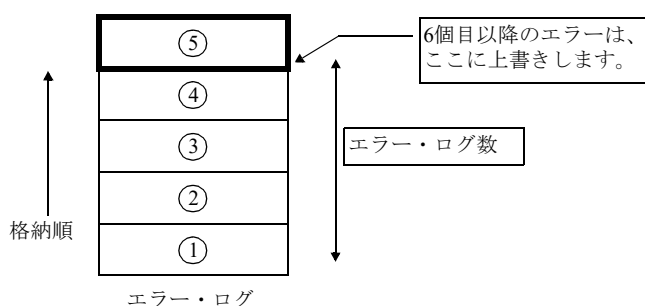 ⑤
6個目以降のエラーは、
ここに上書きします。
④
③
エラー・ログ数
②
格納順
①
エラー・ログ